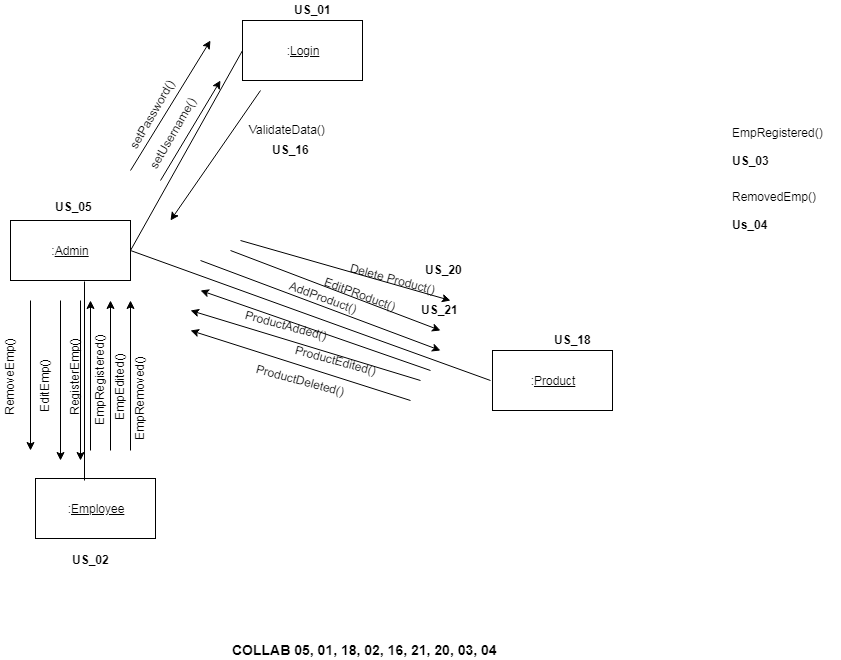 US_01
:Login
setPassword()
setUsername()
ValidateData()
US_16
EmpRegistered()
US_03
RemovedEmp()
Us_04
US_05
:Admin
Delete Product()
US_20
EditPRoduct()
US_21
AddProduct()
ProductAdded()
ProductEdited()
ProductDeleted()
US_18
:Product
RemoveEmp()
EditEmp()
RegisterEmp()
EmpRegistered()
EmpEdited()
EmpRemoved()
:Employee
US_02
COLLAB 05, 01, 18, 02, 16, 21, 20, 03, 04